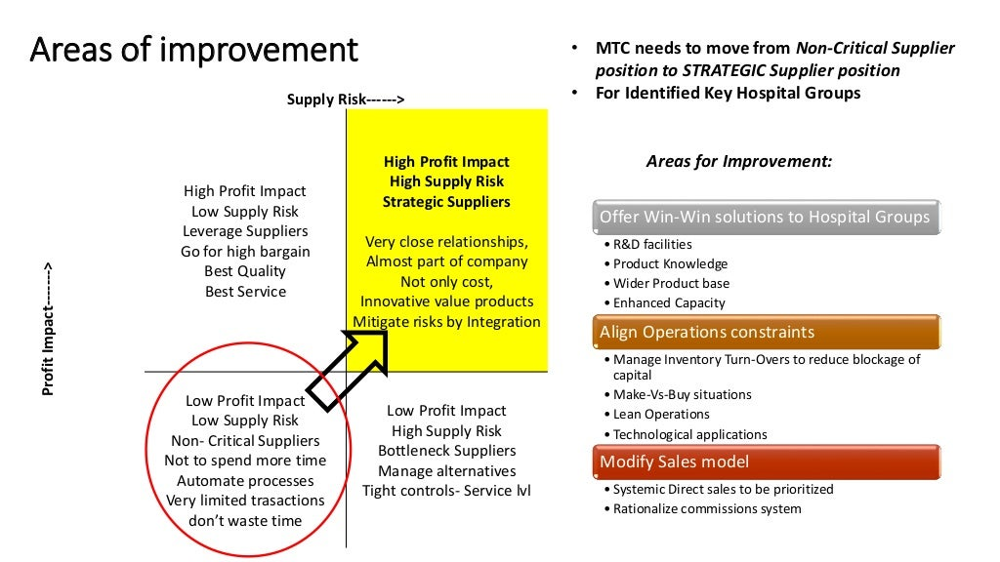 Areas of improvement
• MTC needs to move from Non-Critical Supplier
position to STRATEGIC Supplier position
• For Identified Key Hospital Groups
Supply Risk------>
Profit Impact------->
High Profit Impact
Low Supply Risk
Leverage Suppliers
Go for high bargain
Best Quality
Best Service
High Profit Impact
High Supply Risk
Strategic Suppliers
Very close relationships,
Almost part of company
Not only cost,
Innovative value products
Mitigate risks by Integration
Low Profit Impact
Low Supply Risk
Non- Critical Suppliers
Not to spend more time
Automate processes
Very limited trasactions
don’t waste time
Low Profit Impact
High Supply Risk
Bottleneck Suppliers
Manage alternatives
Tight controls- Service lvl
Areas for Improvement:
Offer Win-Win solutions to Hospital Groups
• R&D facilities
• Product Knowledge
• Wider Product base
• Enhanced Capacity
Align Operations constraints
• Manage Inventory Turn-Overs to reduce blockage of
capital
• Make-Vs-Buy situations
• Lean Operations
• Technological applications
Modify Sales model
• Systemic Direct sales to be prioritized
• Rationalize commissions system